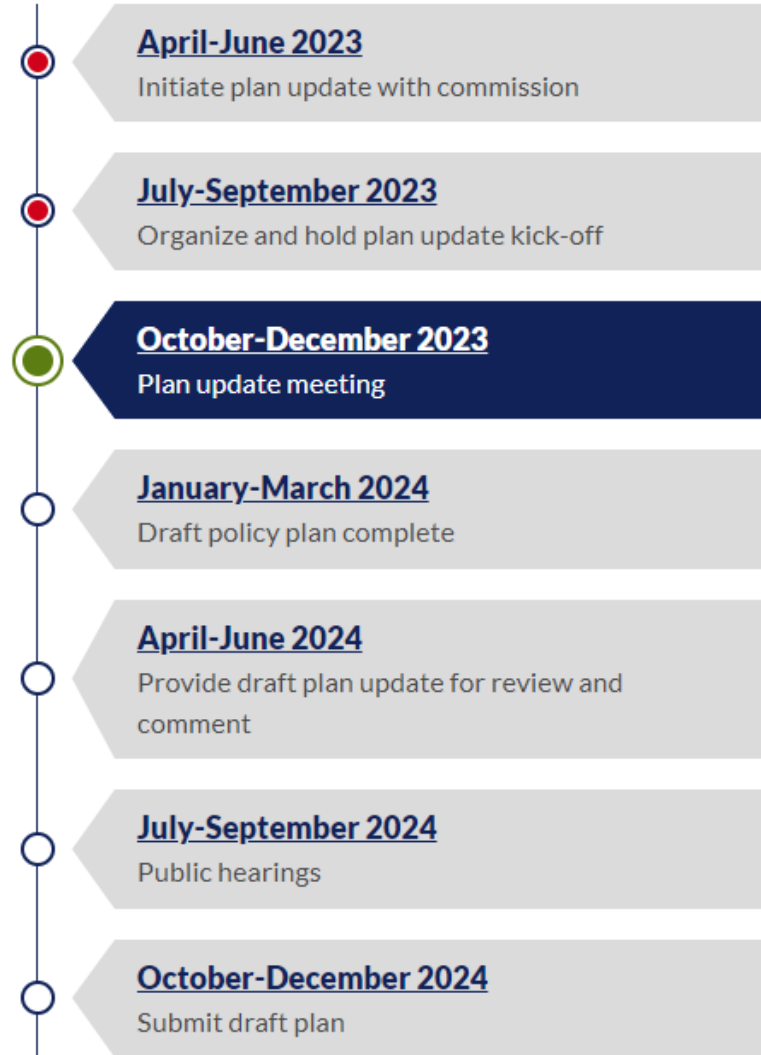 April-June 2023
Initiate plan update with commission
July-September 2023
Organize and hold plan update kick-off
October-December 2023
Plan update meeting
January-March 2024
Draft policy plan complete
April-June 2024
Provide draft plan update for review and
comment
July-September 2024
Public hearings
October-December 2024
Submit draft plan